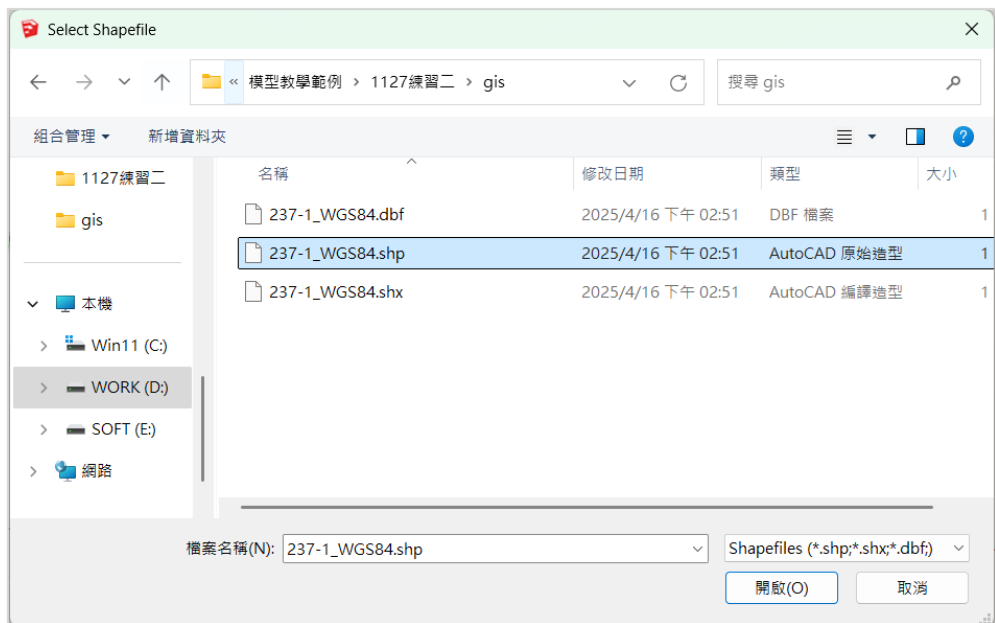 Select Shapefile
« 模型教學範例 › 1127練習二 › gis
搜尋 gis
組合管理 新增資料夾
1127練習二
gis
本機
Win11 (C:)
WORK (D:)
SOFT (E:)
網路
名稱 修改日期 類型 大小
237-1_WGS84.dbf 2025/4/16 下午 02:51 DBF 檔案 1
237-1_WGS84.shp 2025/4/16 下午 02:51 AutoCAD 原始造型 1
237-1_WGS84.shx 2025/4/16 下午 02:51 AutoCAD 編譯造型 1
檔案名稱(N): 237-1_WGS84.shp Shapefiles (*.shp;*.shx;*.dbf;)
開啟(O) 取消